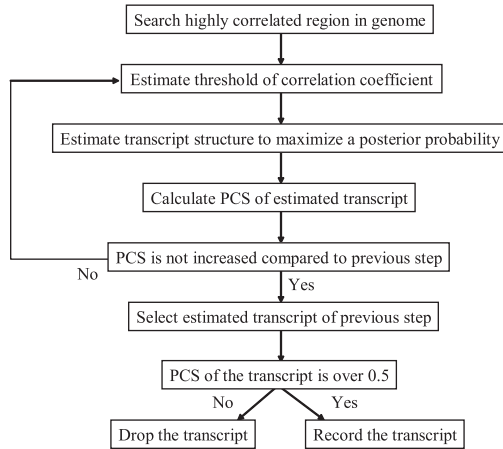 Search highly correlated region in genome
Estimate threshold of correlation coefficient
Estimate transcript structure to maximize a posterior probability
Calculate PCS of estimated transcript
PCS is not increased compared to previous step
No
Yes
Select estimated transcript of previous step
PCS of the transcript is over 0.5
No
Yes
Drop the transcript
Record the transcript